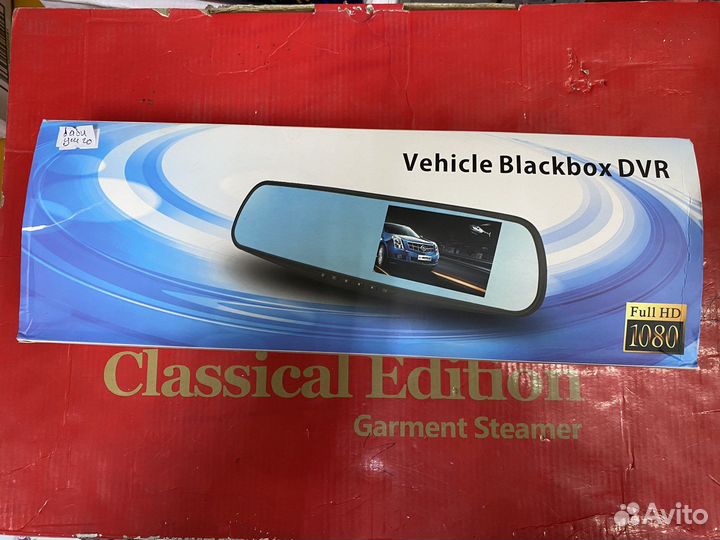 Vehicle Blackbox DVR
Full HD
1080
Classical Edition
Garment Steamer
Avito